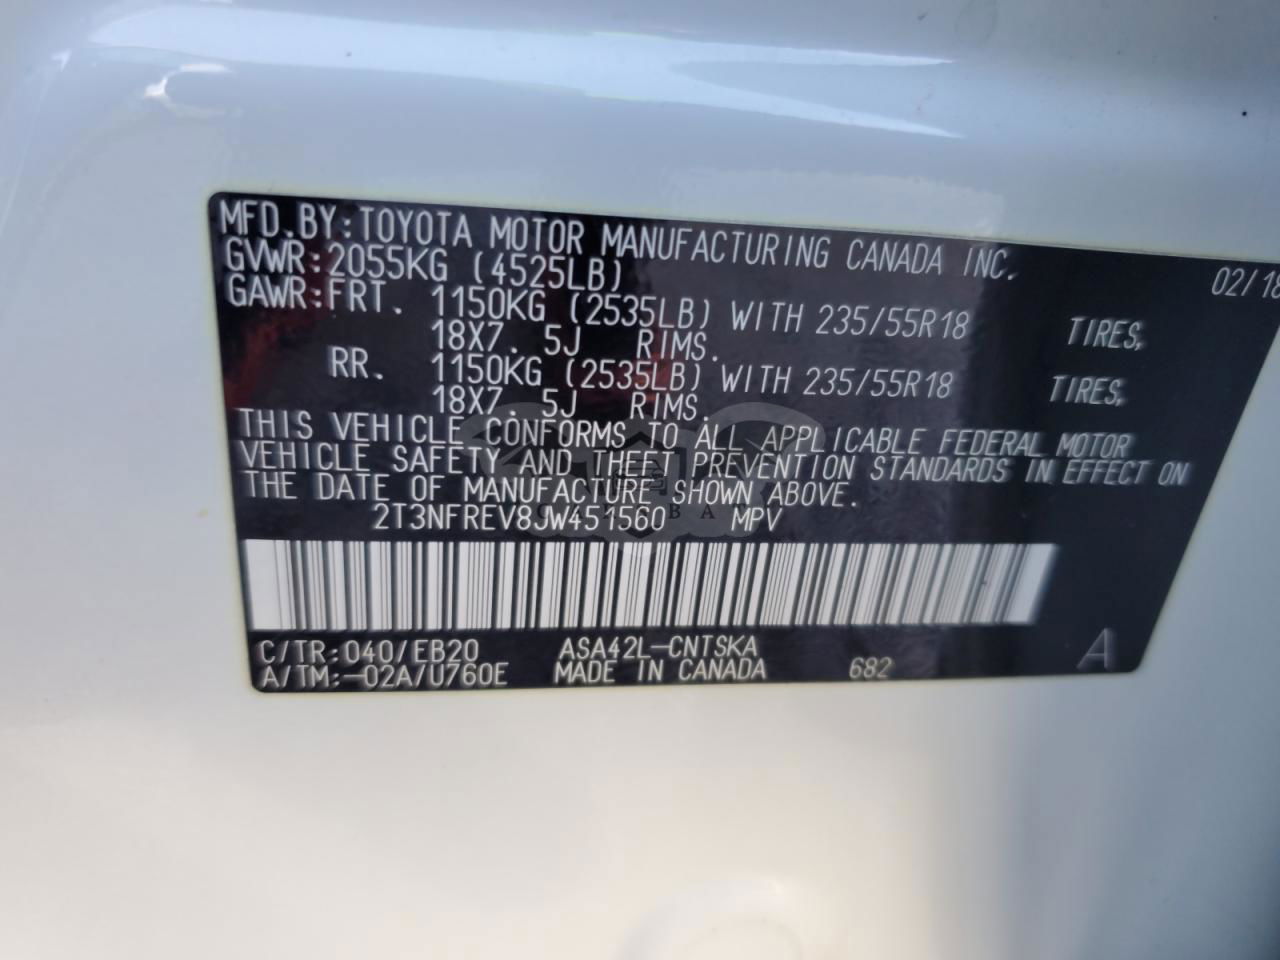 MFD.BY:TOYOTA MOTOR MANUFACTURING CANADA INC. 02/18
GVWR:2055KG (4525LB)
GAWR:FRT. 1150KG (2535LB) WITH 235/55R18 TIRES,
18X7. 5J RIMS.
RR. 1150KG (2535LB) WITH 235/55R18 TIRES,
18X7. 5J RIMS.
THIS VEHICLE CONFORMS TO ALL APPLICABLE FEDERAL MOTOR
VEHICLE SAFETY AND THEFT PREVENTION STANDARDS IN EFFECT ON
THE DATE OF MANUFACTURE SHOWN ABOVE.
2T3NFREV8JW451560 MPV
C/TR:040/EB20 ASA42L-CNTSKA
A/TM:-02A/U760E MADE IN CANADA 682 A